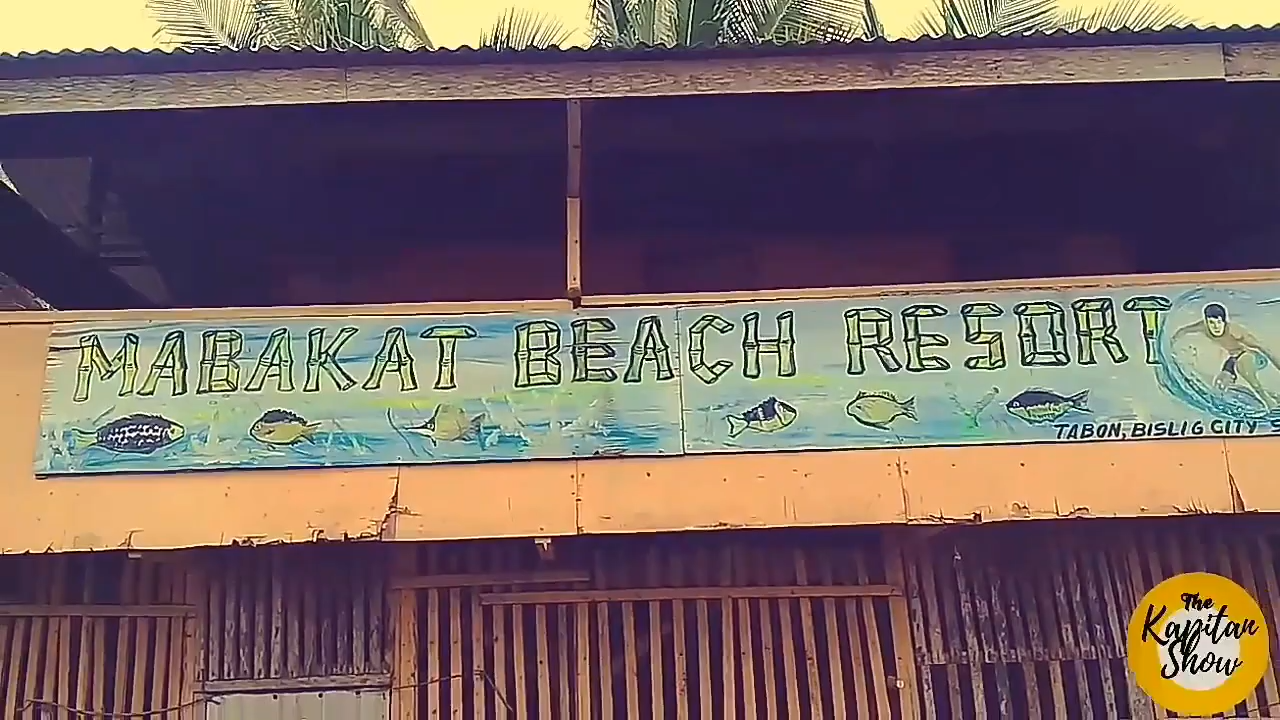 MABAKAT BEACH RESORT
TABON, BISLIG CITY
The
Kapitan
Show